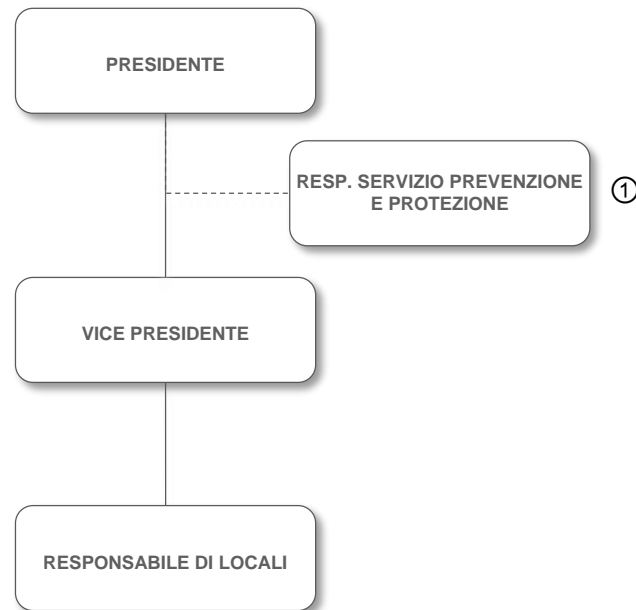 PRESIDENTE
RESP. SERVIZIO PREVENZIONE
E PROTEZIONE
①
VICE PRESIDENTE
RESPONSABILE DI LOCALI